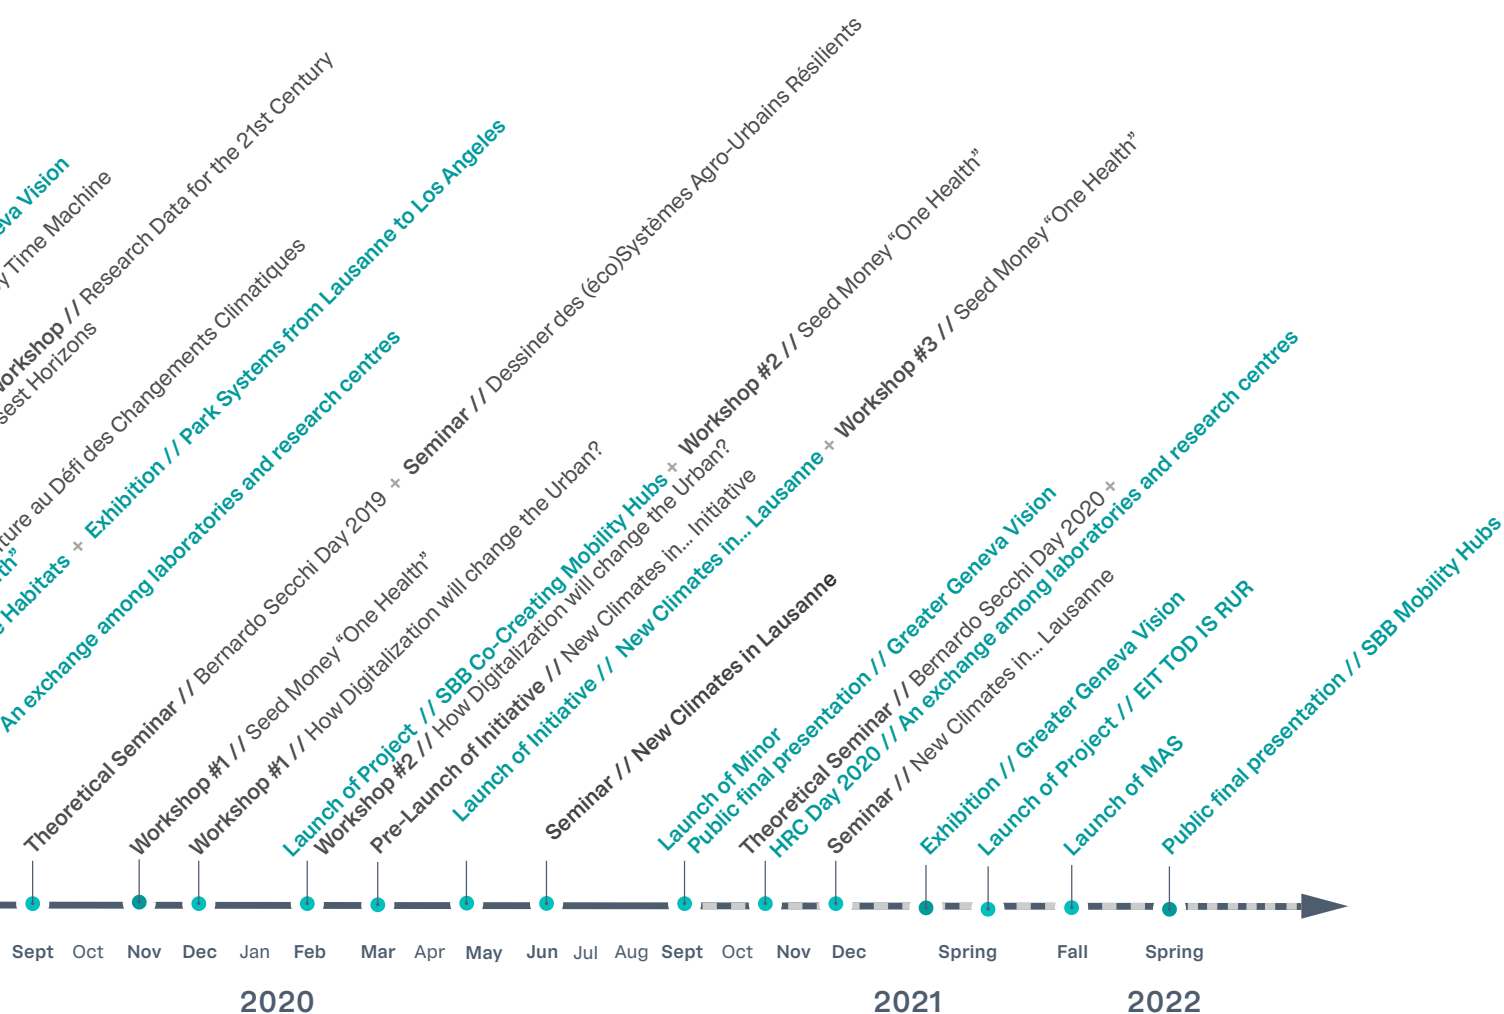 eva Vision
y Time Machine
Workshop // Research Data for the 21st Century
sest Horizons
ture au Défi des Changements Climatiques
th”
e Habitats + Exhibition // Park Systems from Lausanne to Los Angeles
An exchange among laboratories and research centres
Theoretical Seminar // Bernardo Secchi Day 2019 + Seminar // Dessiner des (éco)Systèmes Agro-Urbains Résilients
Workshop #1 // Seed Money “One Health”
Workshop #1 // How Digitalization will change the Urban?
Launch of Project // SBB Co-Creating Mobility Hubs + Workshop #2 // Seed Money “One Health”
Workshop #2 // How Digitalization will change the Urban?
Pre-Launch of Initiative // New Climates in... Initiative
Launch of Initiative // New Climates in... Lausanne + Workshop #3 // Seed Money “One Health”
Seminar // New Climates in Lausanne
Launch of Minor
Public final presentation // Greater Geneva Vision
Theoretical Seminar // Bernardo Secchi Day 2020 +
HRC Day 2020 // An exchange among laboratories and research centres
Seminar // New Climates in... Lausanne
Exhibition // Greater Geneva Vision
Launch of Project // EIT TOD IS RUR
Launch of MAS
Public final presentation // SBB Mobility Hubs
Sept Oct Nov Dec Jan Feb Mar Apr May Jun Jul Aug Sept Oct Nov Dec Spring Fall Spring
2020 2021 2022